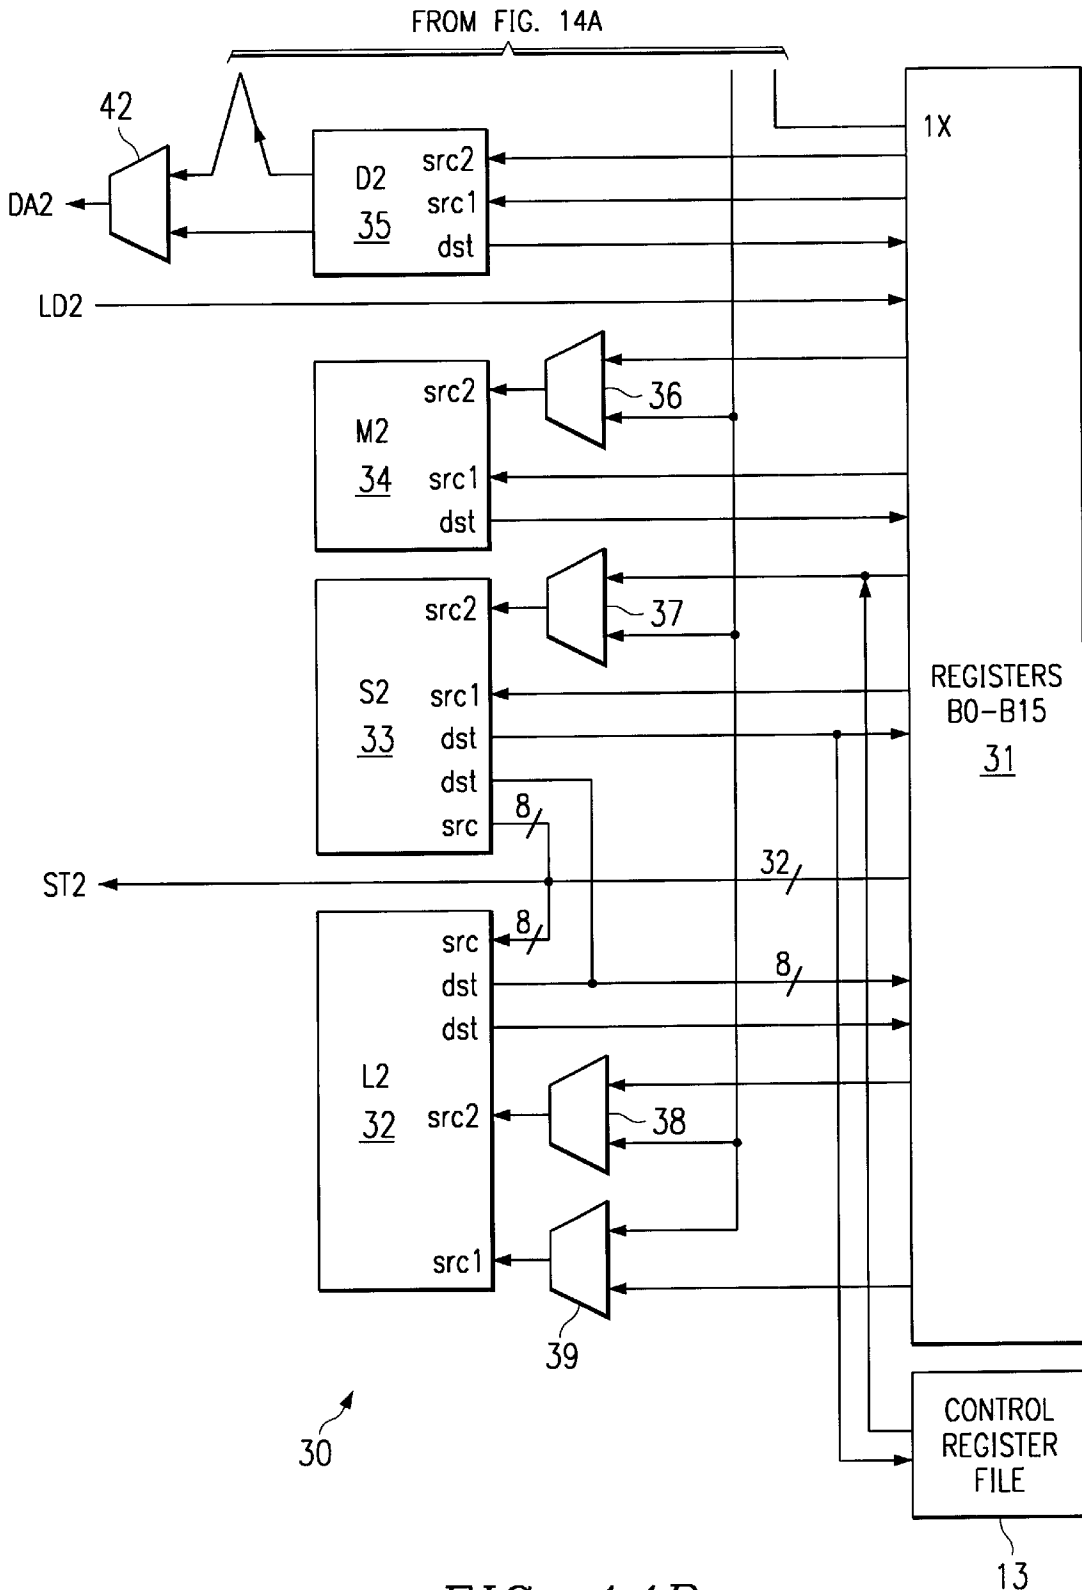 FROM FIG. 14A
42
1X
DA2
D2
35
src2
src1
dst
LD2
M2
34
src2
src1
dst
36
S2
33
src2
src1
dst
dst
src
37
REGISTERS
B0-B15
31
8
ST2
32
8
8
L2
32
src
dst
dst
src2
src1
38
39
30
CONTROL
REGISTER
FILE
13